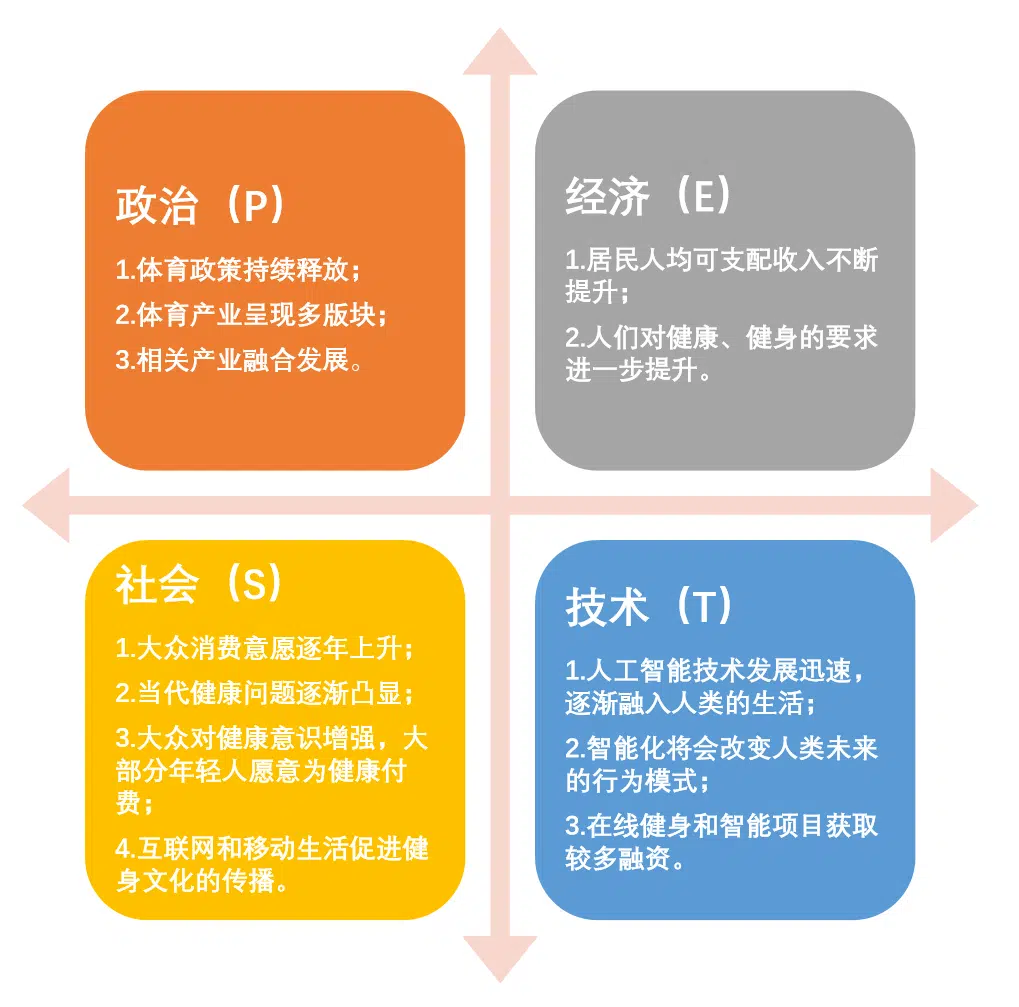 政治（P）
1.体育政策持续释放；
2.体育产业呈现多版块；
3.相关产业融合发展。
经济（E）
1.居民人均可支配收入不断
提升；
2.人们对健康、健身的要求
进一步提升。
社会（S）
1.大众消费意愿逐年上升；
2.当代健康问题逐渐凸显；
3.大众对健康意识增强，大
部分年轻人愿意为健康付
费；
4.互联网和移动生活促进健
身文化的传播。
技术（T）
1.人工智能技术发展迅速，
逐渐融入人类的生活；
2.智能化将会改变人类未来
的行为模式；
3.在线健身和智能项目获取
较多融资。